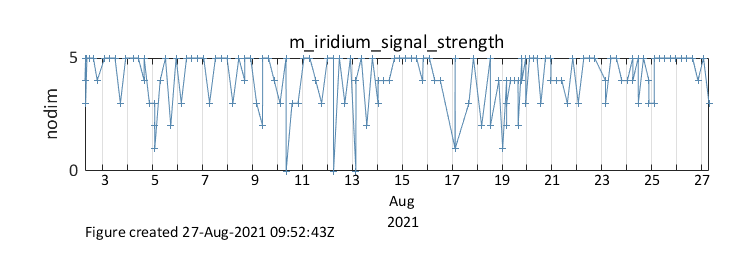 m_iridium_signal_strength
5
nodim
0
3 5 7 9 11 13 15 17 19 21 23 25 27
Aug
2021
Figure created 27-Aug-2021 09:52:43Z